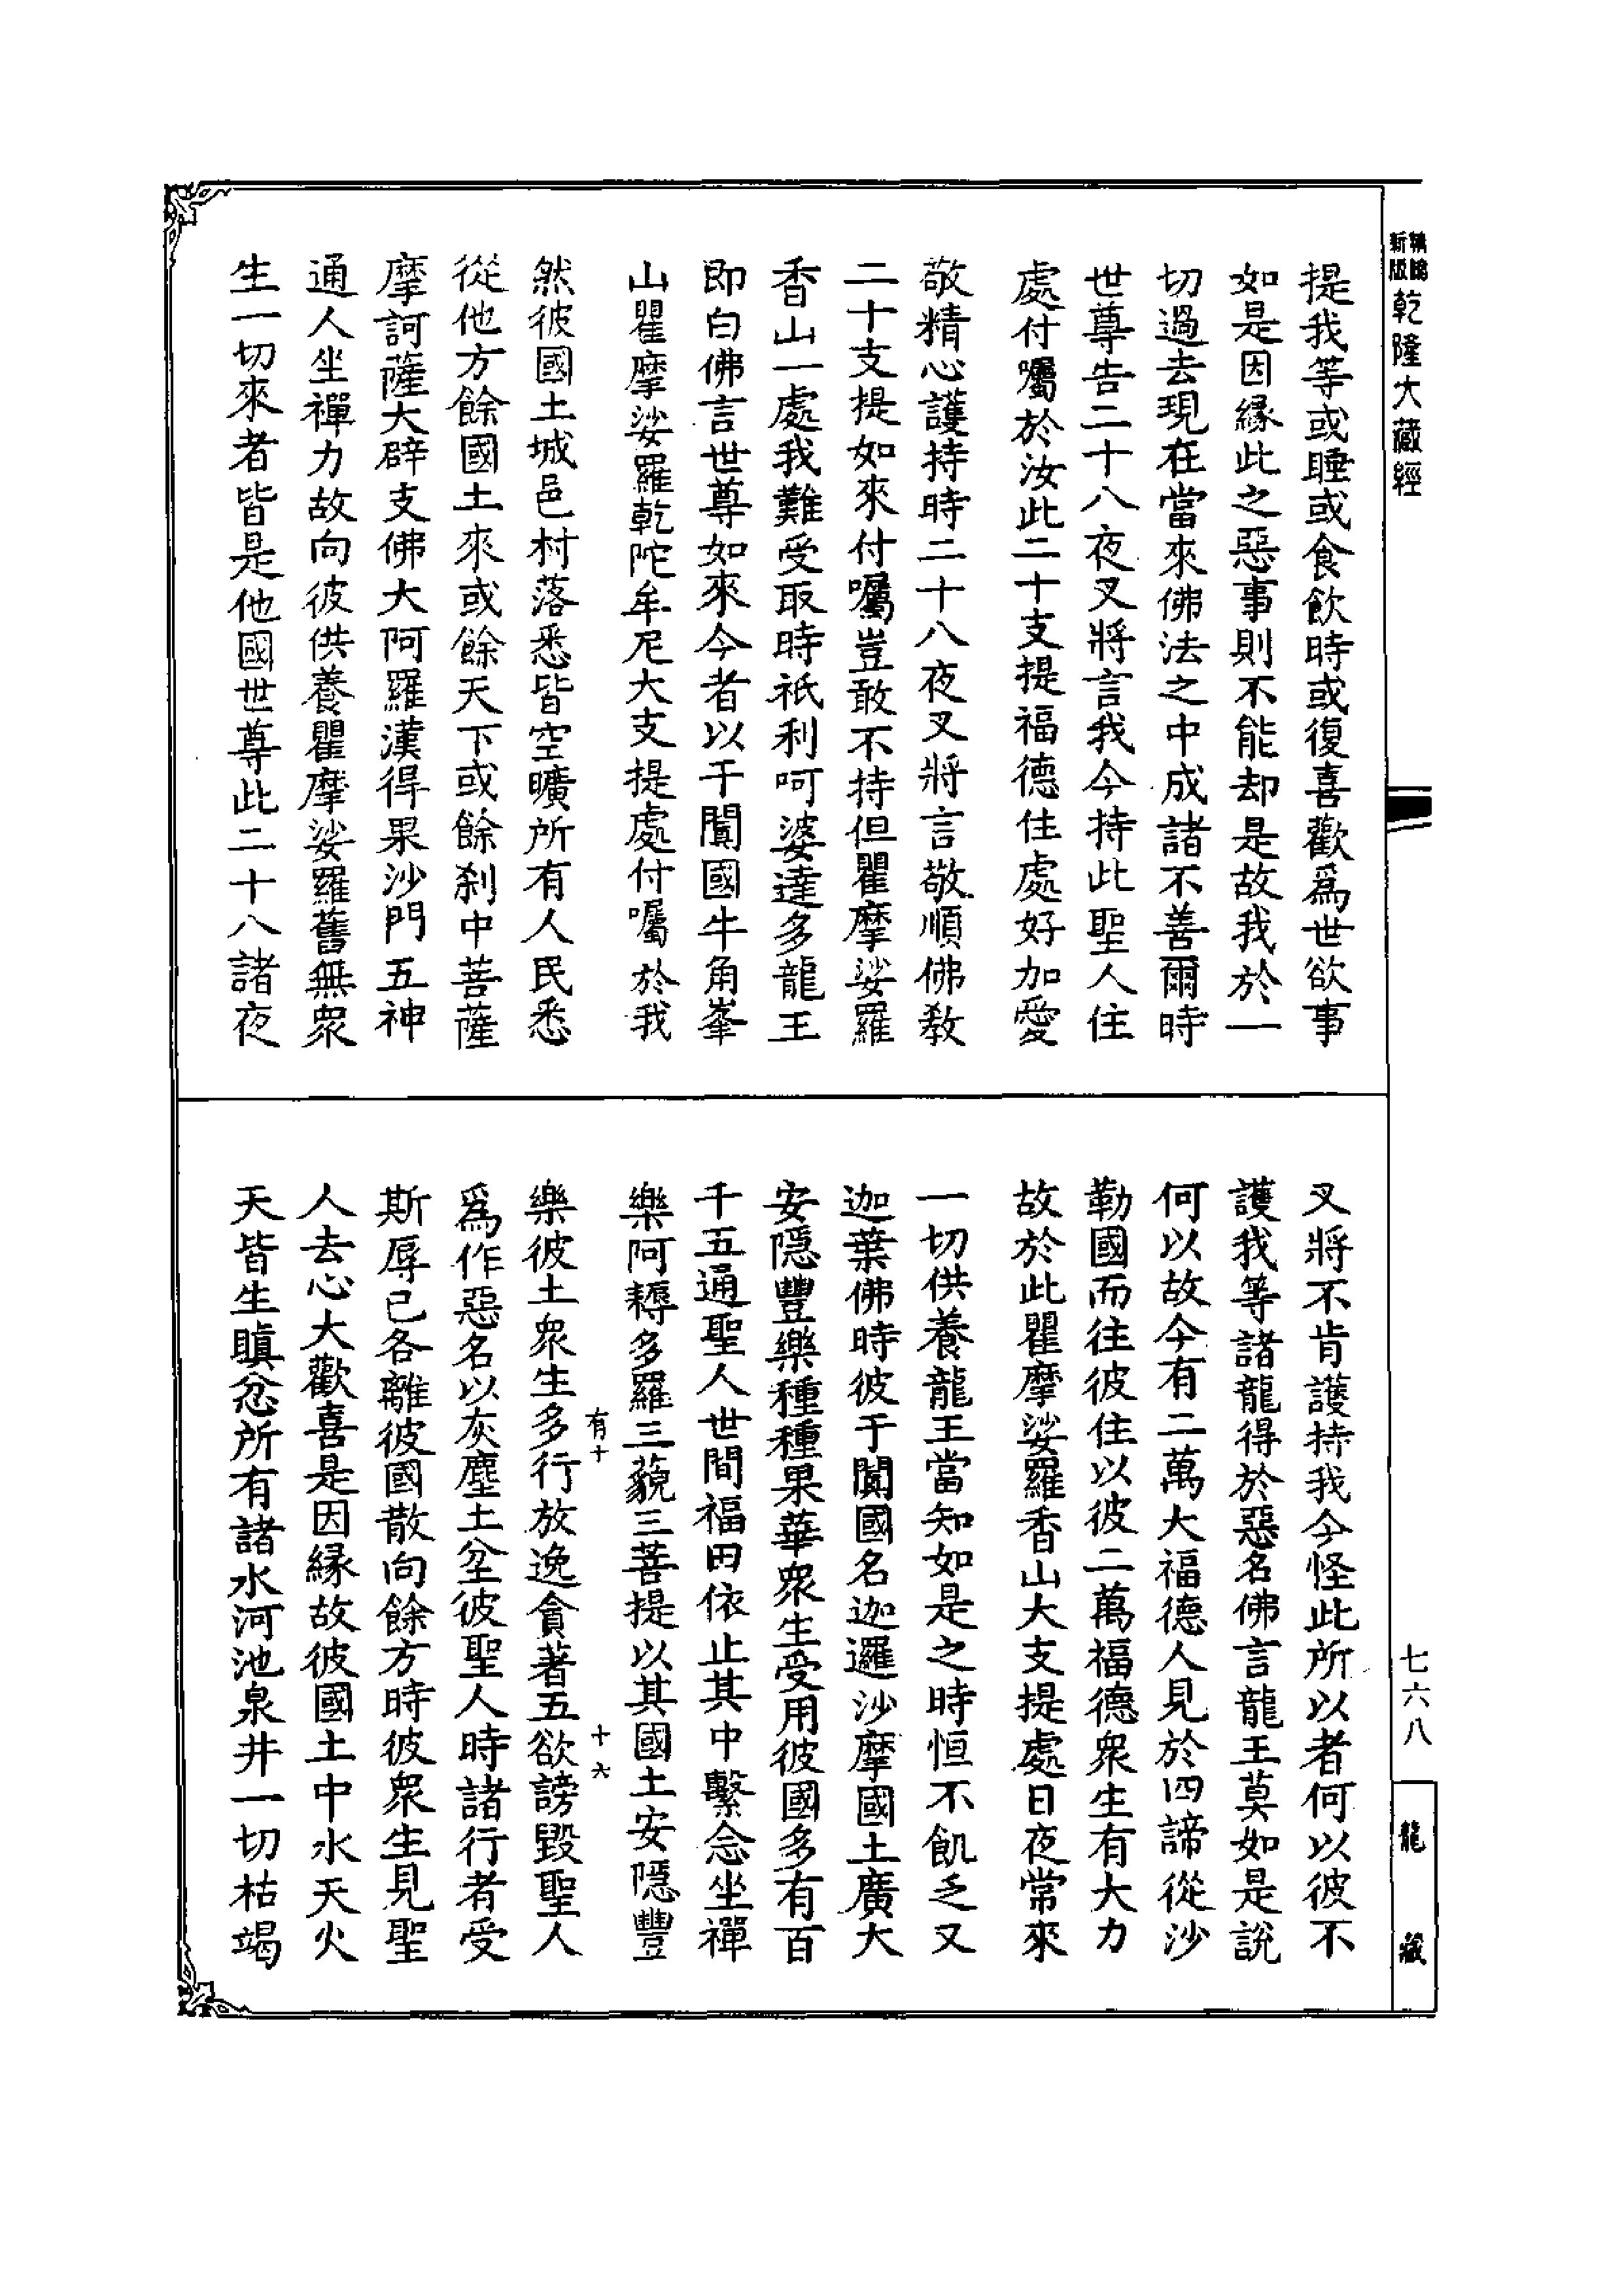 精縮
新版
乾隆大藏經
提我等或睡或食飲時或復喜歡爲世欲事
如是因緣此之惡事則不能却是故我於一
切過去現在當來佛法之中成諸不善爾時
世尊告二十八夜叉將言我今持此聖人住
處付囑於汝此二十支提福德住處好加愛
敬精心護持時二十八夜叉將言敬順佛教
二十支提如來付囑豈敢不持但瞿摩娑羅
香山一處我難受取時祇利呵婆達多龍王
即白佛言世尊如來今者以于闐國牛角峯
山瞿摩娑羅乾陀牟尼大支提處付囑於我
然彼國土城邑村落悉皆空曠所有人民悉
從他方餘國土來或餘天下或餘剎中菩薩
摩訶薩大辟支佛大阿羅漢得果沙門五神
通人坐禪力故向彼供養瞿摩娑羅舊無眾
生一切來者皆是他國世尊此二十八諸夜
叉將不肯護持我今怪此所以者何以彼不
護我等諸龍得於惡名佛言龍王莫如是說
何以故今有二萬大福德人見於四諦從沙
勒國而往彼住以彼二萬福德眾生有大力
故於此瞿摩娑羅香山大支提處日夜常來
一切供養龍王當知如是之時恒不飢乏又
迦葉佛時彼于闐國名迦邏沙摩國土廣大
安隱豐樂種種果華眾生受用彼國多有百
千五通聖人世間福田依止其中繫念坐禪
樂阿耨多羅三藐三菩提以其國土安隱豐
有十
十六
樂彼土眾生多行放逸貪著五欲謗毀聖人
爲作惡名以灰塵土坌彼聖人時諸行者受
斯辱已各離彼國散向餘方時彼眾生見聖
人去心大歡喜是因緣故彼國土中水天火
天皆生瞋忿所有諸水河池泉井一切枯竭
七六八
龍藏